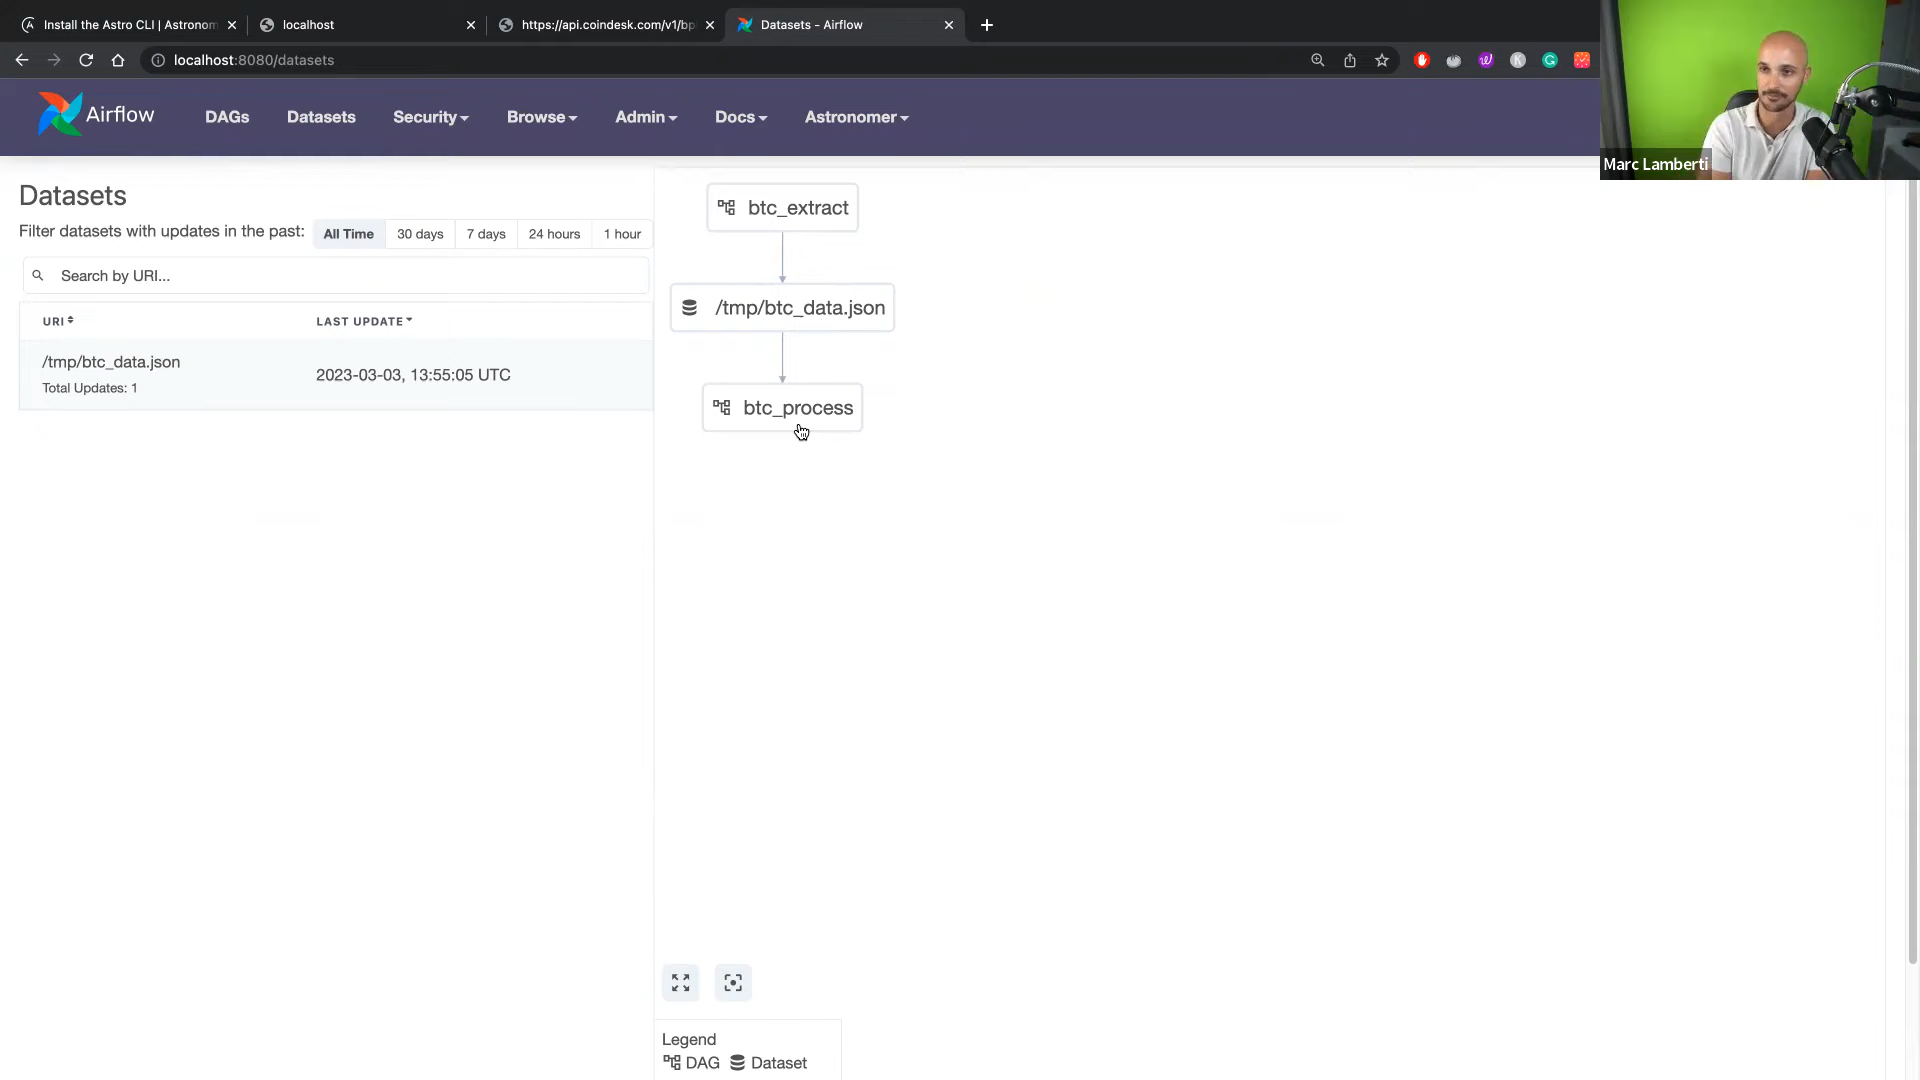 Install the Astro CLI | Astronom
localhost
https://api.coindesk.com/v1/bp
Datasets - Airflow
localhost:8080/datasets
Airflow
DAGs
Datasets
Security
Browse
Admin
Docs
Astronomer
Marc Lamberti
Datasets
Filter datasets with updates in the past:
All Time
30 days
7 days
24 hours
1 hour
Search by URI...
URI
LAST UPDATE
/tmp/btc_data.json
Total Updates: 1
2023-03-03, 13:55:05 UTC
btc_extract
/tmp/btc_data.json
btc_process
Legend
DAG
Dataset